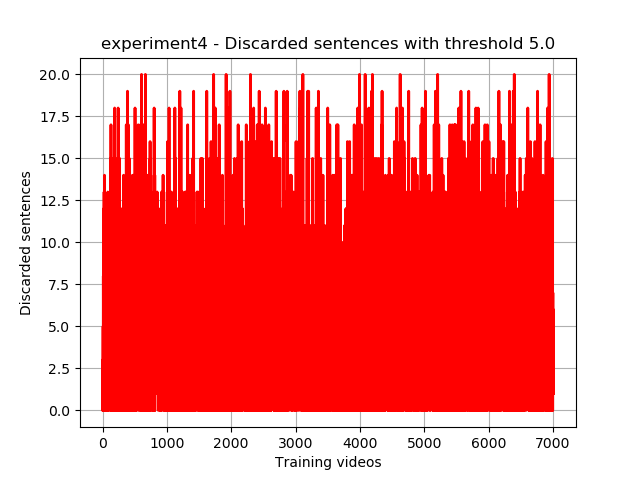 experiment4 - Discarded sentences with threshold 5.0
20.0
17.5
15.0
12.5
10.0
7.5
5.0
2.5
0.0
Discarded sentences
0 1000 2000 3000 4000 5000 6000 7000
Training videos